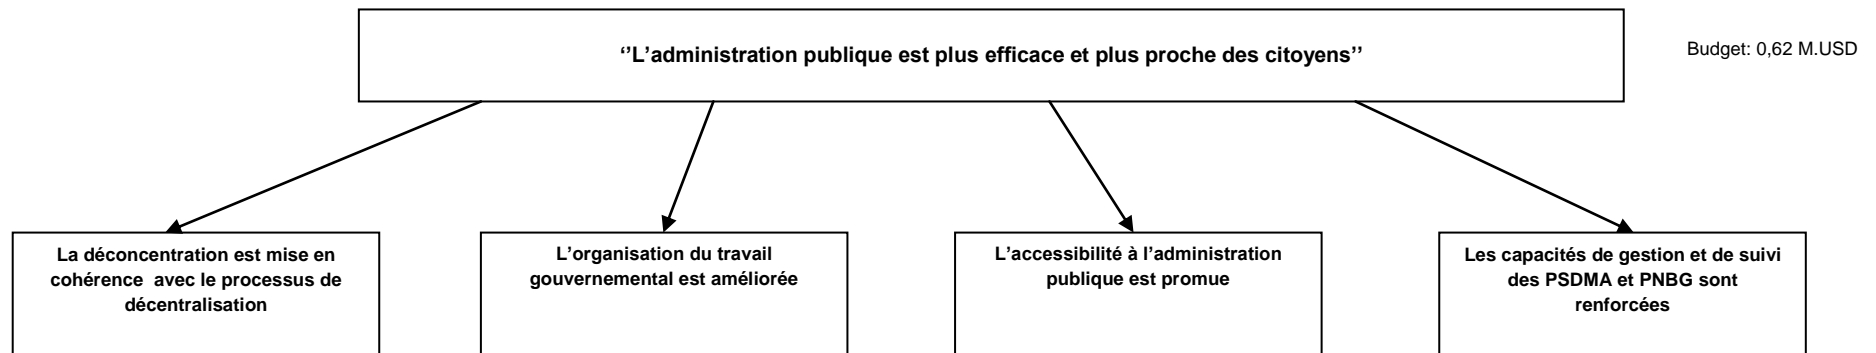 ‘’L’administration publique est plus efficace et plus proche des citoyens’’
Budget: 0,62 M.USD
La déconcentration est mise en
cohérence avec le processus de
décentralisation
L’organisation du travail
gouvernemental est améliorée
L’accessibilité à l’administration
publique est promue
Les capacités de gestion et de suivi
des PSDMA et PNBG sont
renforcées